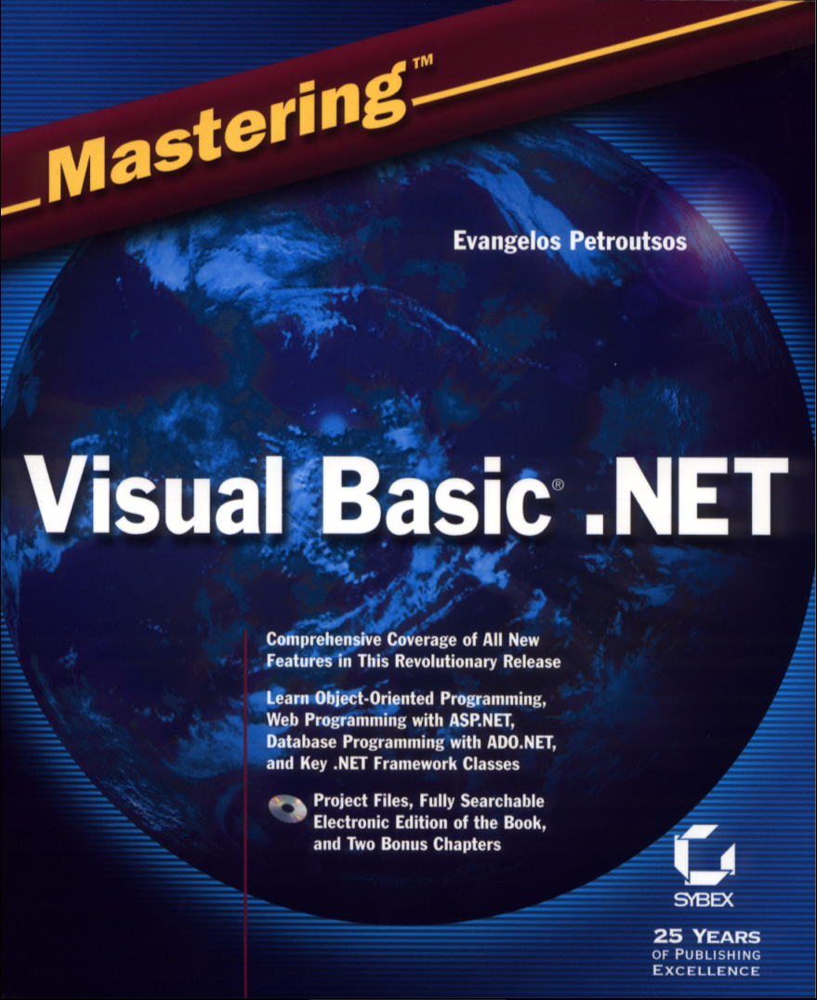 Mastering™
Evangelos Petroutsos
Visual Basic® .NET
Comprehensive Coverage of All New
Features in This Revolutionary Release
Learn Object-Oriented Programming,
Web Programming with ASP.NET,
Database Programming with ADO.NET,
and Key .NET Framework Classes
Project Files, Fully Searchable
Electronic Edition of the Book,
and Two Bonus Chapters
SYBEX
25 YEARS
OF PUBLISHING
EXCELLENCE